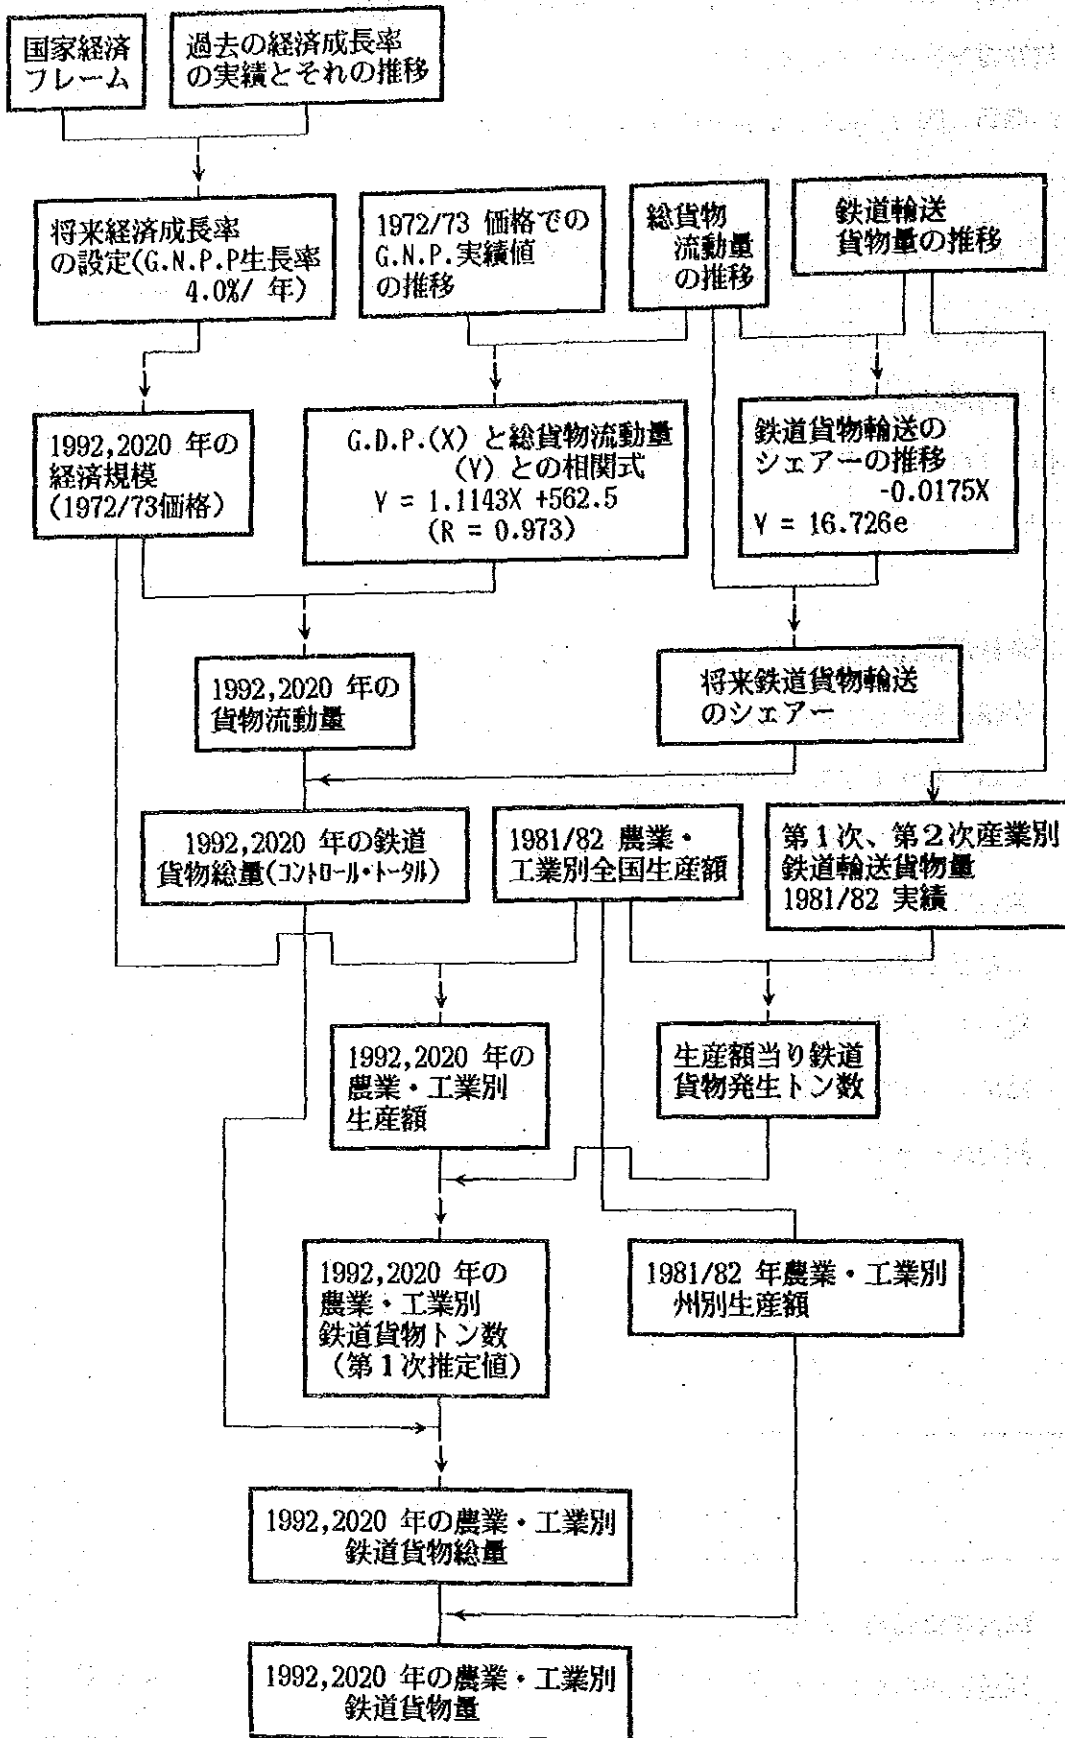 国家経済
フレーム
過去の経済成長率
の実績とそれの推移
将来経済成長率
の設定(G.N.P.P生長率
4.0%/ 年)
1972/73 価格での
G.N.P.実績値
の推移
総貨物
流動量
の推移
鉄道輸送
貨物量の推移
1992,2020 年の
経済規模
(1972/73価格)
G.D.P.(X) と総貨物流動量
(Y) との相関式
Y = 1.1143X +562.5
(R = 0.973)
鉄道貨物輸送の
シェアーの推移
-0.0175X
Y = 16.726e
1992,2020 年の
貨物流動量
将来鉄道貨物輸送
のシェアー
1992,2020 年の鉄道
貨物総量(コントロール・トータル)
1981/82 農業・
工業別全国生産額
第1次、第2次産業別
鉄道輸送貨物量
1981/82 実績
1992,2020 年の
農業・工業別
生産額
生産額当り鉄道
貨物発生トン数
1992,2020 年の
農業・工業別
鉄道貨物トン数
(第1次推定値)
1981/82 年農業・工業別
州別生産額
1992,2020 年の農業・工業別
鉄道貨物総量
1992,2020 年の農業・工業別
鉄道貨物量